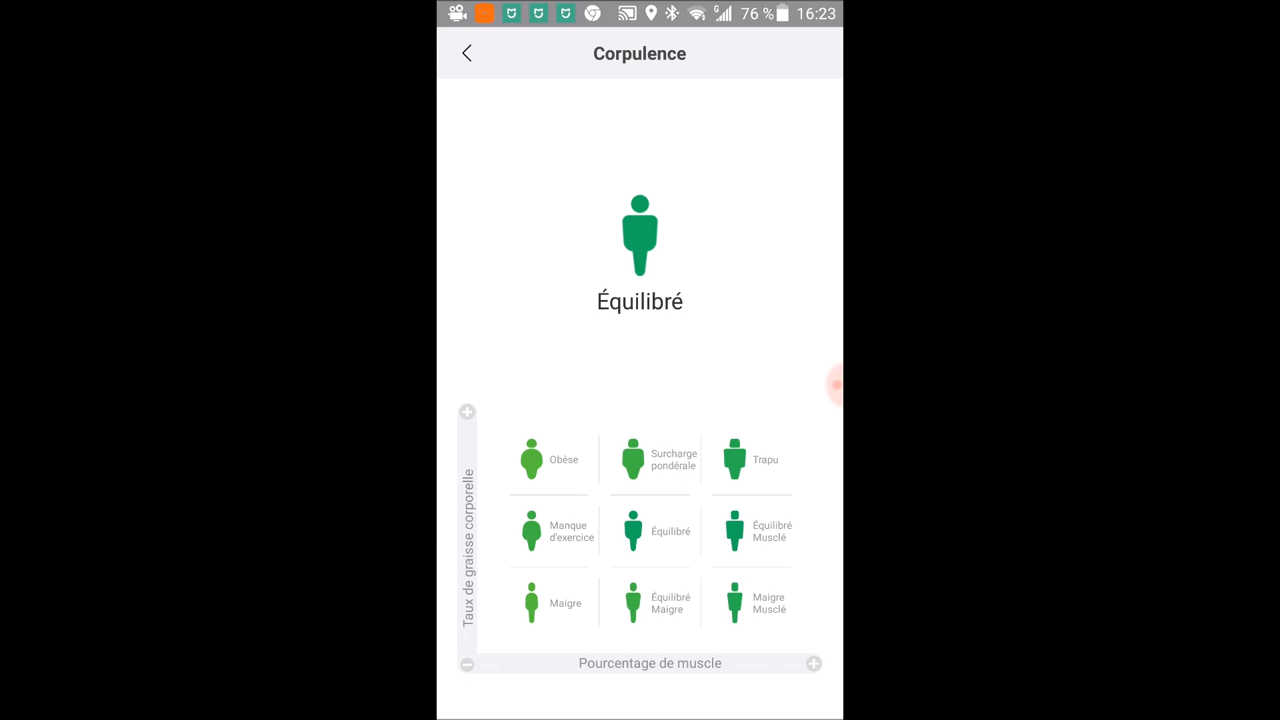 76 % 16:23
Corpulence
Équilibré
Obèse
Surcharge
pondérale
Trapu
Manque
d'exercice
Équilibré
Équilibré
Musclé
Maigre
Équilibré
Maigre
Maigre
Musclé
Taux de graisse corporelle
Pourcentage de muscle